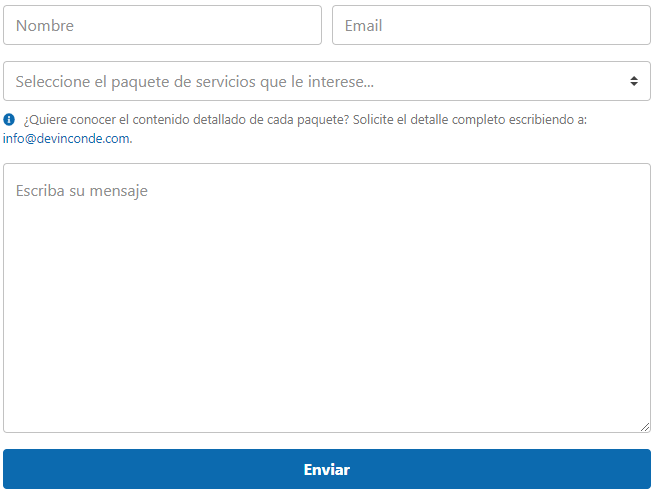 Nombre
Email
Seleccione el paquete de servicios que le interese...
¿Quiere conocer el contenido detallado de cada paquete? Solicite el detalle completo escribiendo a:
info@devinconde.com.
Escriba su mensaje
Enviar